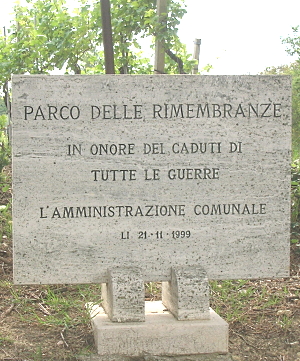 PARCO DELLE RIMEMBRANZE
IN ONORE DEI CADUTI DI
TUTTE LE GUERRE
L'AMMINISTRAZIONE COMUNALE
LI 21-11-1999